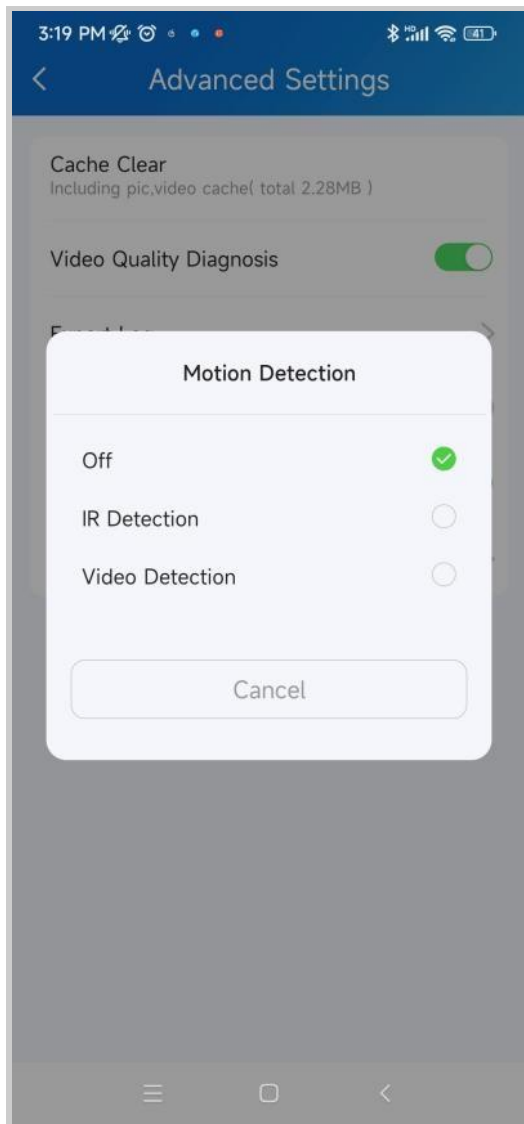 3:19 PM
HD
41
Advanced Settings
Cache Clear
Including pic,video cache( total 2.28MB )
Video Quality Diagnosis
Motion Detection
Off
IR Detection
Video Detection
Cancel